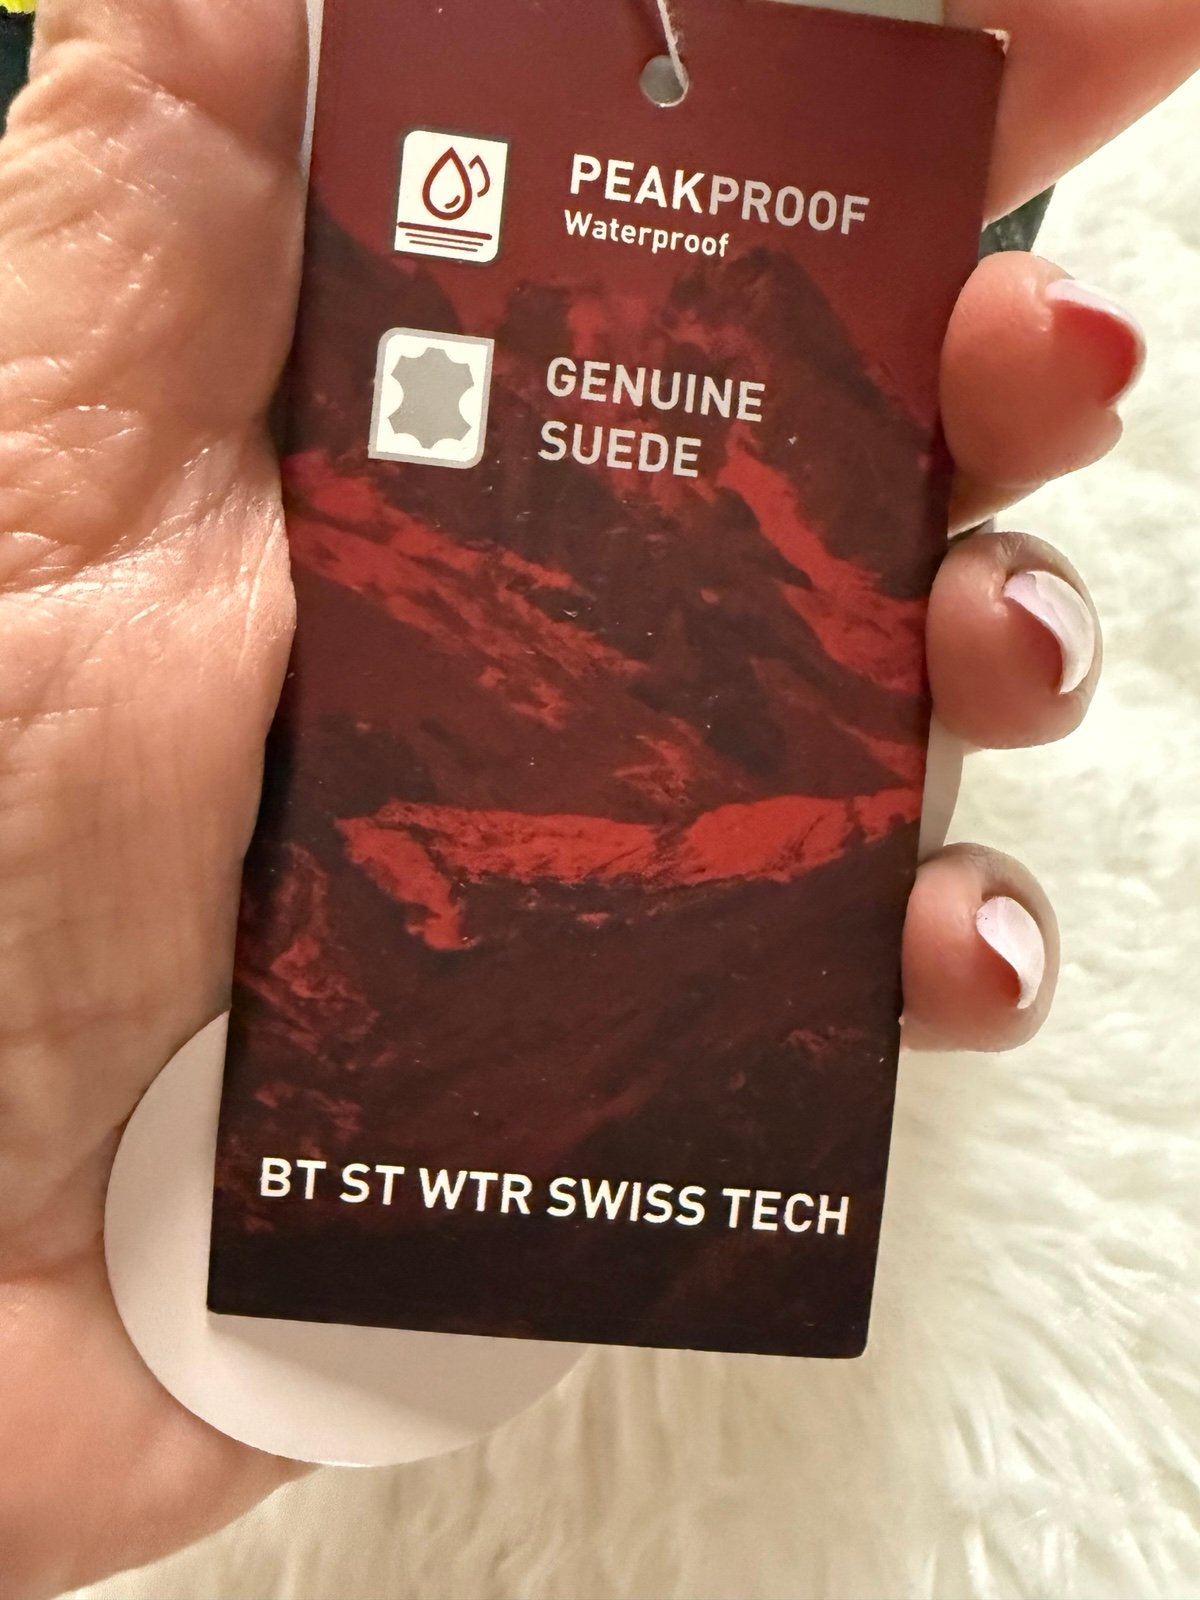 PEAKPROOF
Waterproof
GENUINE
SUEDE
BT ST WTR SWISS TECH